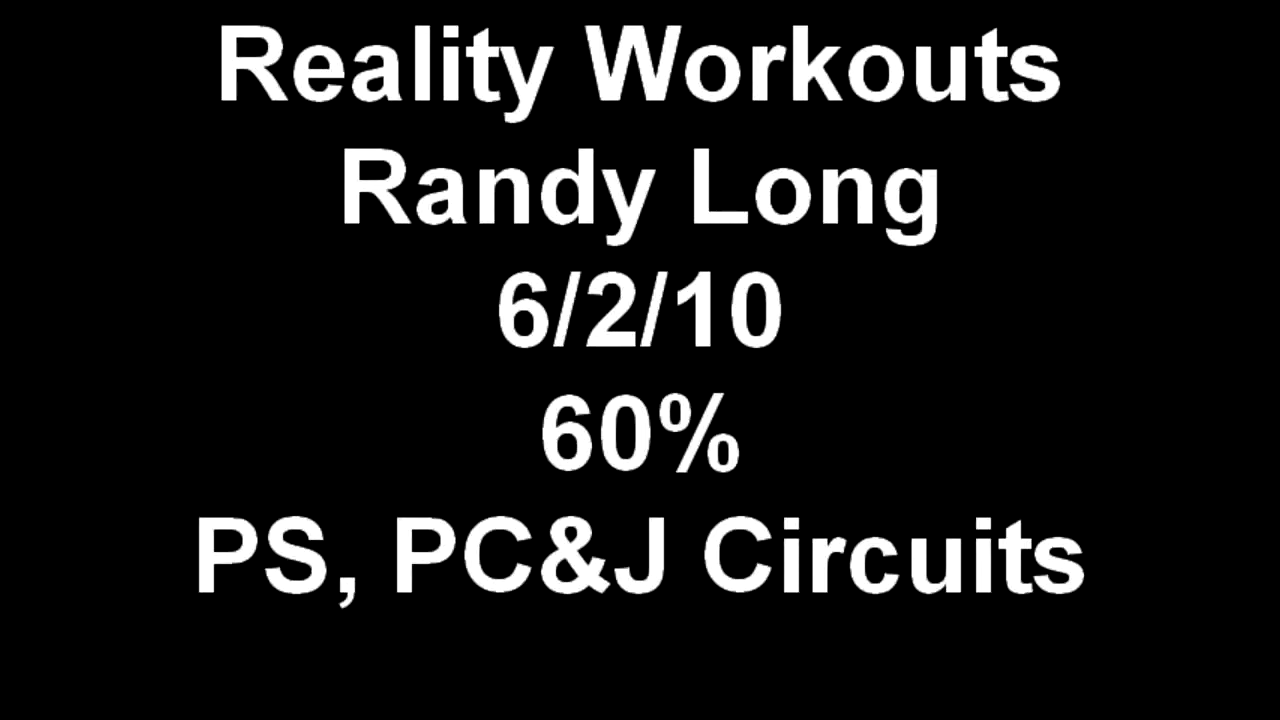 Reality Workouts
Randy Long
6/2/10
60%
PS, PC&J Circuits